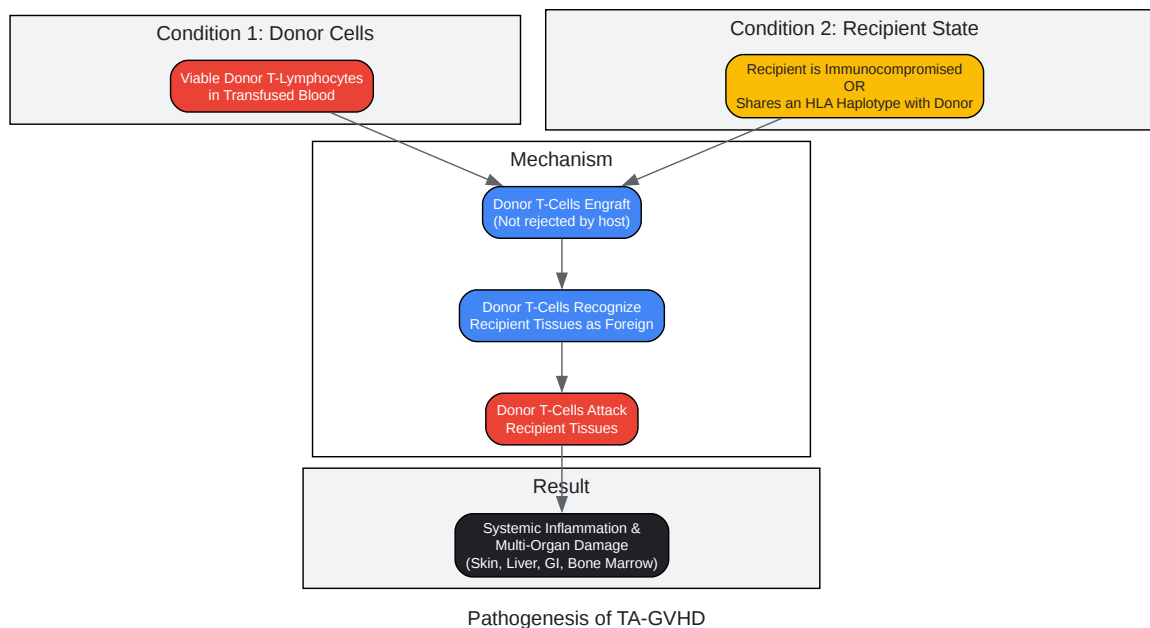 Condition 1: Donor Cells
Viable Donor T-Lymphocytes
in Transfused Blood
Condition 2: Recipient State
Recipient is Immunocompromised
OR
Shares an HLA Haplotype with Donor
Mechanism
Donor T-Cells Engraft
(Not rejected by host)
Donor T-Cells Recognize
Recipient Tissues as Foreign
Donor T-Cells Attack
Recipient Tissues
Result
Systemic Inflammation &
Multi-Organ Damage
(Skin, Liver, GI, Bone Marrow)
Pathogenesis of TA-GVHD